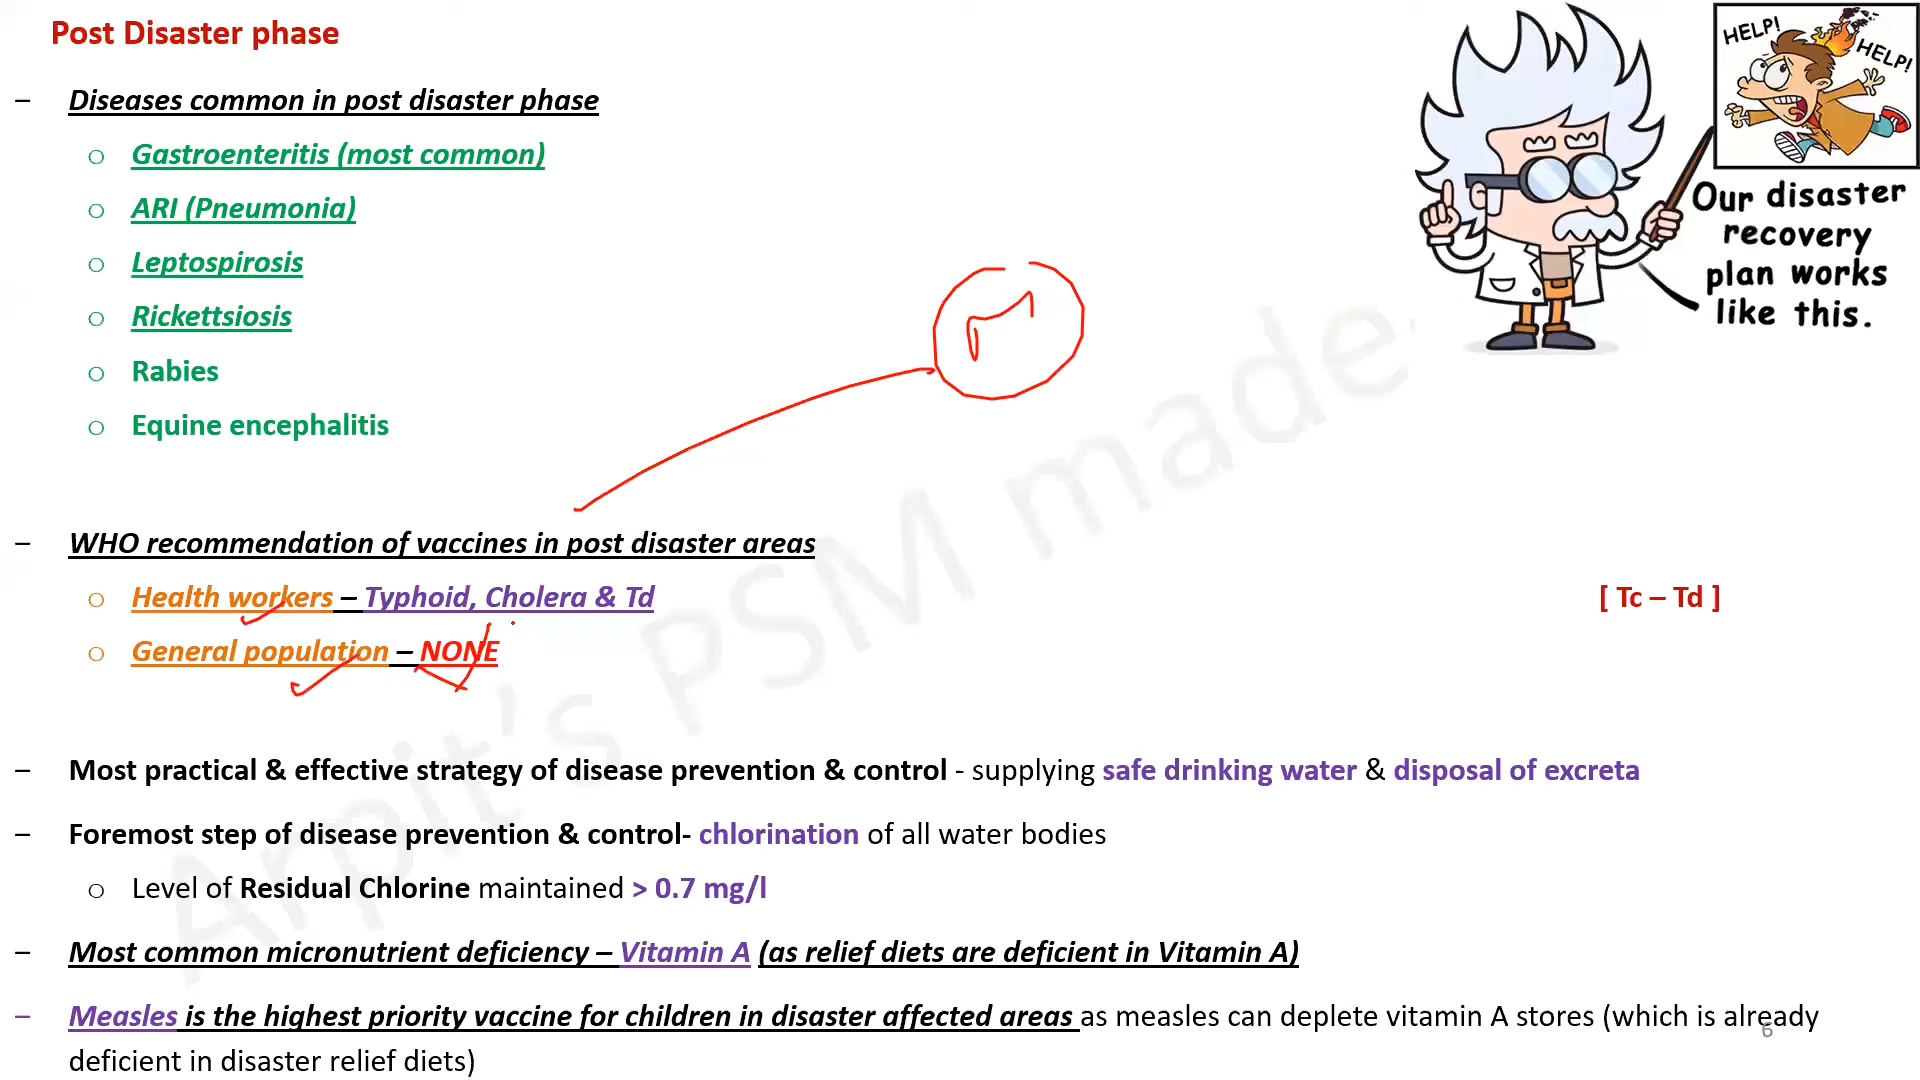 Post Disaster phase
HELP!
HELP!
– Diseases common in post disaster phase
o Gastroenteritis (most common)
o ARI (Pneumonia)
o Leptospirosis
o Rickettsiosis
o Rabies
o Equine encephalitis
Our disaster
recovery
plan works
like this.
– WHO recommendation of vaccines in post disaster areas
o Health workers – Typhoid, Cholera & Td [ Tc – Td ]
o General population – NONE
– Most practical & effective strategy of disease prevention & control - supplying safe drinking water & disposal of excreta
– Foremost step of disease prevention & control- chlorination of all water bodies
o Level of Residual Chlorine maintained > 0.7 mg/l
– Most common micronutrient deficiency – Vitamin A (as relief diets are deficient in Vitamin A)
– Measles is the highest priority vaccine for children in disaster affected areas as measles can deplete vitamin A stores (which is already
deficient in disaster relief diets)
6
Arpit's PSM made